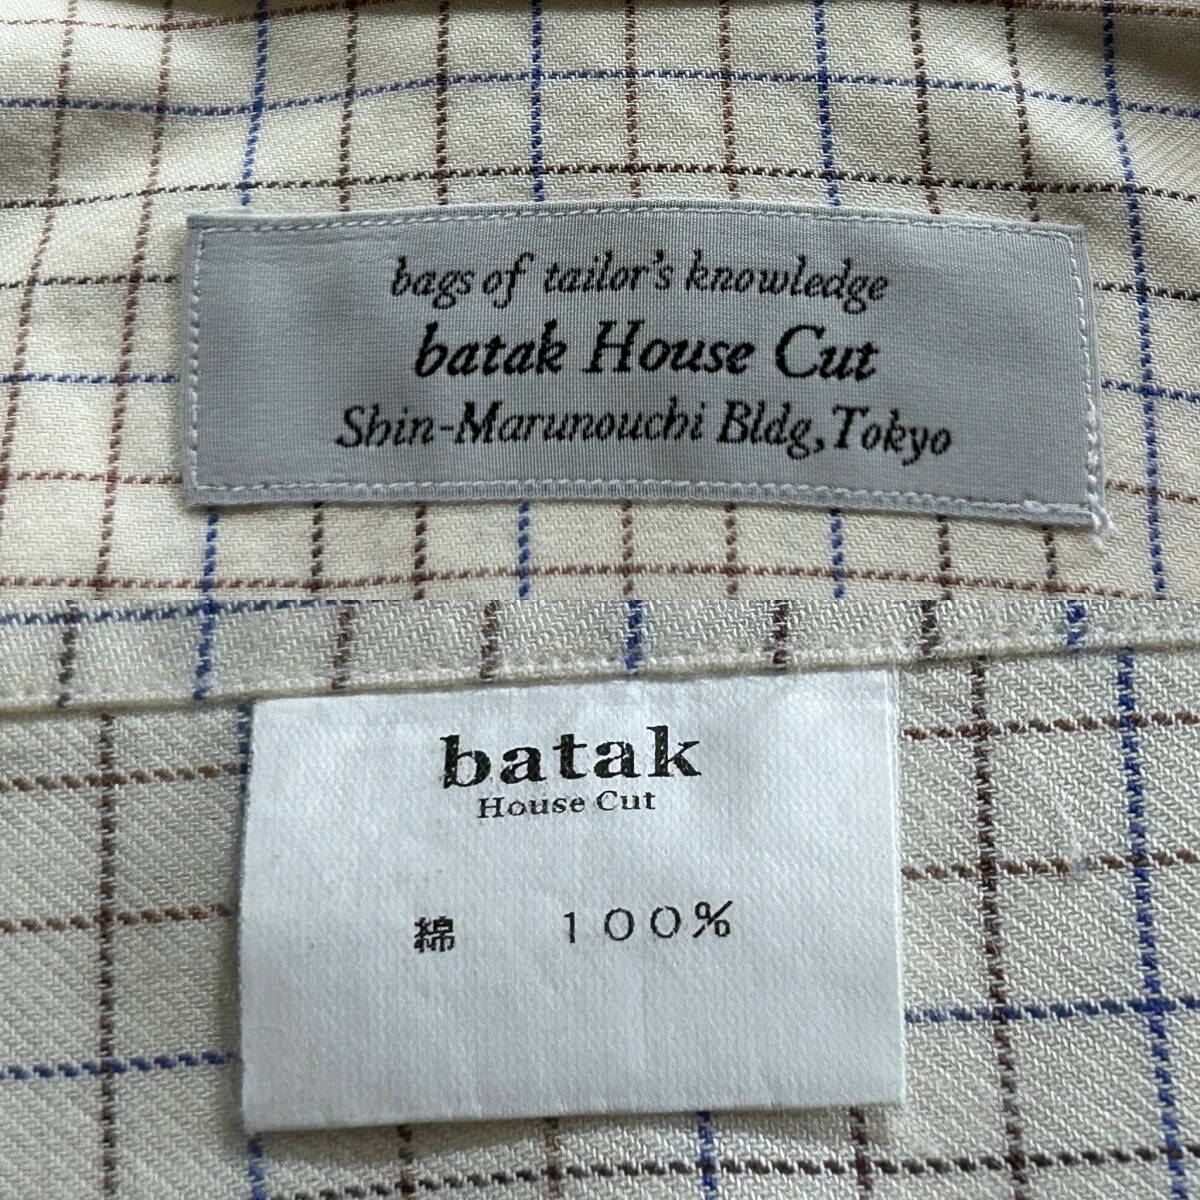 bags of tailor's knowledge
batak House Cut
Shin-Marunouchi Bldg,Tokyo
batak
House Cut
綿 100%